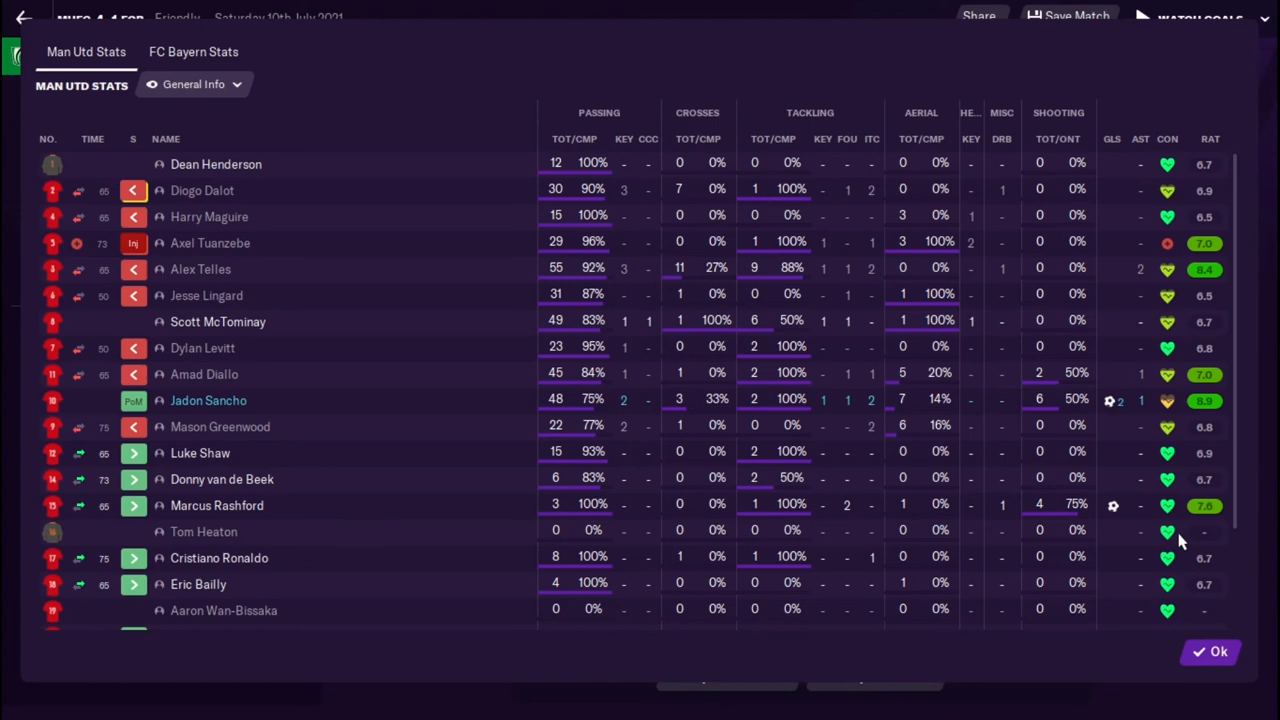 Friendly Saturday 10th July 2021 Share Save Match
Man Utd Stats FC Bayern Stats
MAN UTD STATS General Info
PASSING CROSSES TACKLING AERIAL HE... MISC SHOOTING
NO. TIME S NAME TOT/CMP KEY CCC TOT/CMP TOT/CMP KEY FOU ITC TOT/CMP KEY DRB TOT/ONT GLS AST CON RAT
1 Dean Henderson 12 100% - - 0 0% 0 0% - - - 0 0% - - 0 0% - 6.7
2 65 < Diogo Dalot 30 90% 3 - 7 0% 1 100% - 1 2 0 0% - 1 0 0% - 6.9
4 65 < Harry Maguire 15 100% - - 0 0% 0 0% - - - 3 0% 1 - 0 0% - 6.5
5 73 Inj Axel Tuanzebe 29 96% - - 0 0% 1 100% 1 - 1 3 100% 2 - 0 0% - 7.0
3 65 < Alex Telles 55 92% 3 - 11 27% 9 88% 1 1 2 0 0% - 1 0 0% 2 8.4
6 50 < Jesse Lingard 31 87% - - 1 0% 0 0% - 1 - 1 100% - - 0 0% - 6.5
8 Scott McTominay 49 83% 1 1 1 100% 6 50% 1 1 - 1 100% 1 - 0 0% - 6.7
7 50 < Dylan Levitt 23 95% 1 - 0 0% 2 100% - - - 0 0% - - 0 0% - 6.8
11 65 < Amad Diallo 45 84% 1 - 1 0% 2 100% - 1 1 5 20% - - 2 50% 1 7.0
10 PoM Jadon Sancho 48 75% 2 - 3 33% 2 100% 1 1 2 7 14% - - 6 50% 2 1 8.9
9 75 < Mason Greenwood 22 77% 2 - 1 0% 0 0% - - 2 6 16% - - 0 0% - 6.8
12 65 > Luke Shaw 15 93% - - 0 0% 2 100% - - - 0 0% - - 0 0% - 6.9
14 73 > Donny van de Beek 6 83% - - 0 0% 2 50% - - - 0 0% - - 0 0% - 6.7
15 65 > Marcus Rashford 3 100% - - 0 0% 1 100% - 2 - 1 0% - 1 4 75% - 7.6
16 Tom Heaton 0 0% - - 0 0% 0 0% - - - 0 0% - - 0 0% - -
17 75 > Cristiano Ronaldo 8 100% - - 1 0% 1 100% - - 1 0 0% - - 0 0% - 6.7
18 65 > Eric Bailly 4 100% - - 0 0% 0 0% - - - 1 0% - - 0 0% - 6.7
19 Aaron Wan-Bissaka 0 0% - - 0 0% 0 0% - - - 0 0% - - 0 0% - -
Ok